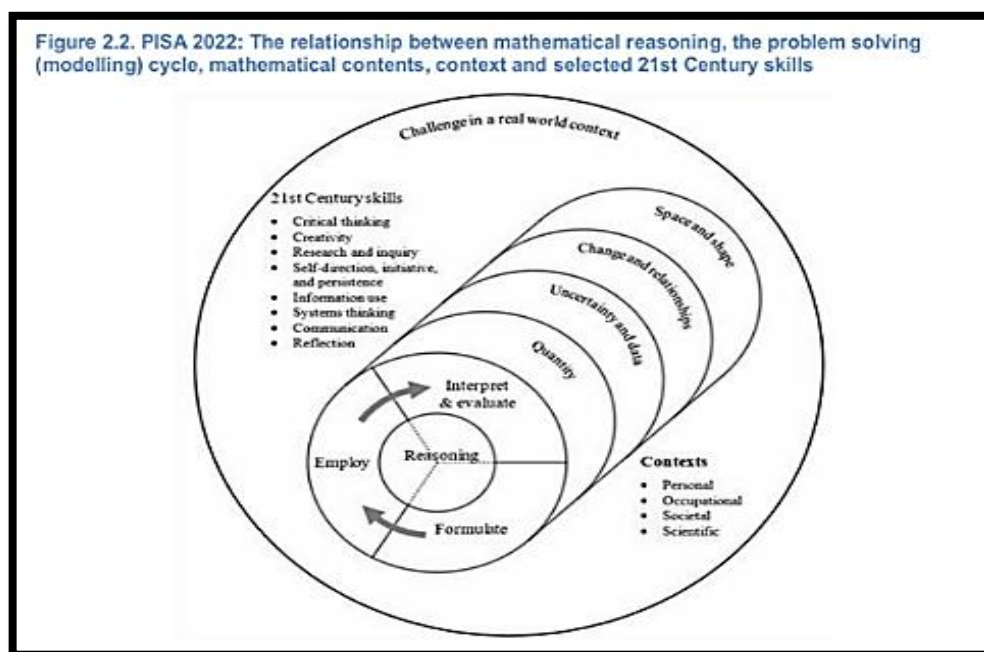 Figure 2.2. PISA 2022: The relationship between mathematical reasoning, the problem solving
(modelling) cycle, mathematical contents, context and selected 21st Century skills
Challenge in a real world context
21st Century skills
• Critical thinking
• Creativity
• Research and inquiry
• Self-direction, initiative,
and persistence
• Information use
• Systems thinking
• Communication
• Reflection
Space and shape
Change and relationships
Uncertainty and data
Quantity
Interpret
& evaluate
Employ
Reasoning
Formulate
Contexts
• Personal
• Occupational
• Societal
• Scientific